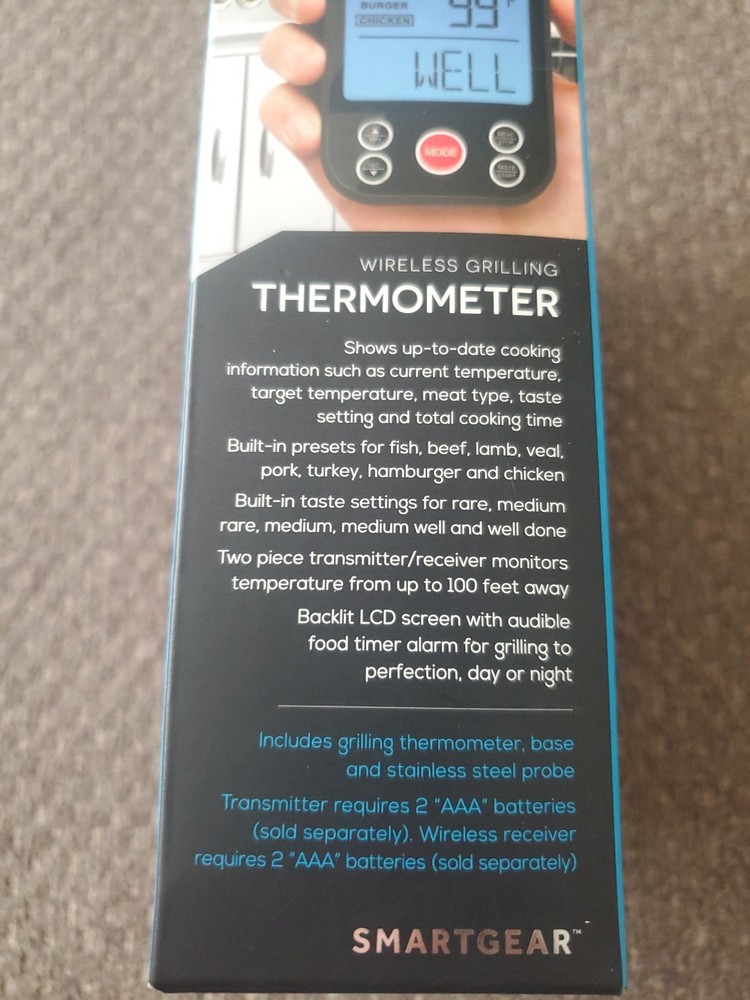 BURGER
CHICKEN
99°F
WELL
MODE
WIRELESS GRILLING
THERMOMETER
Shows up-to-date cooking
information such as current temperature,
target temperature, meat type, taste
setting and total cooking time
Built-in presets for fish, beef, lamb, veal,
pork, turkey, hamburger and chicken
Built-in taste settings for rare, medium
rare, medium, medium well and well done
Two piece transmitter/receiver monitors
temperature from up to 100 feet away
Backlit LCD screen with audible
food timer alarm for grilling to
perfection, day or night
Includes grilling thermometer, base
and stainless steel probe
Transmitter requires 2 "AAA" batteries
(sold separately). Wireless receiver
requires 2 "AAA" batteries (sold separately)
SMARTGEAR™